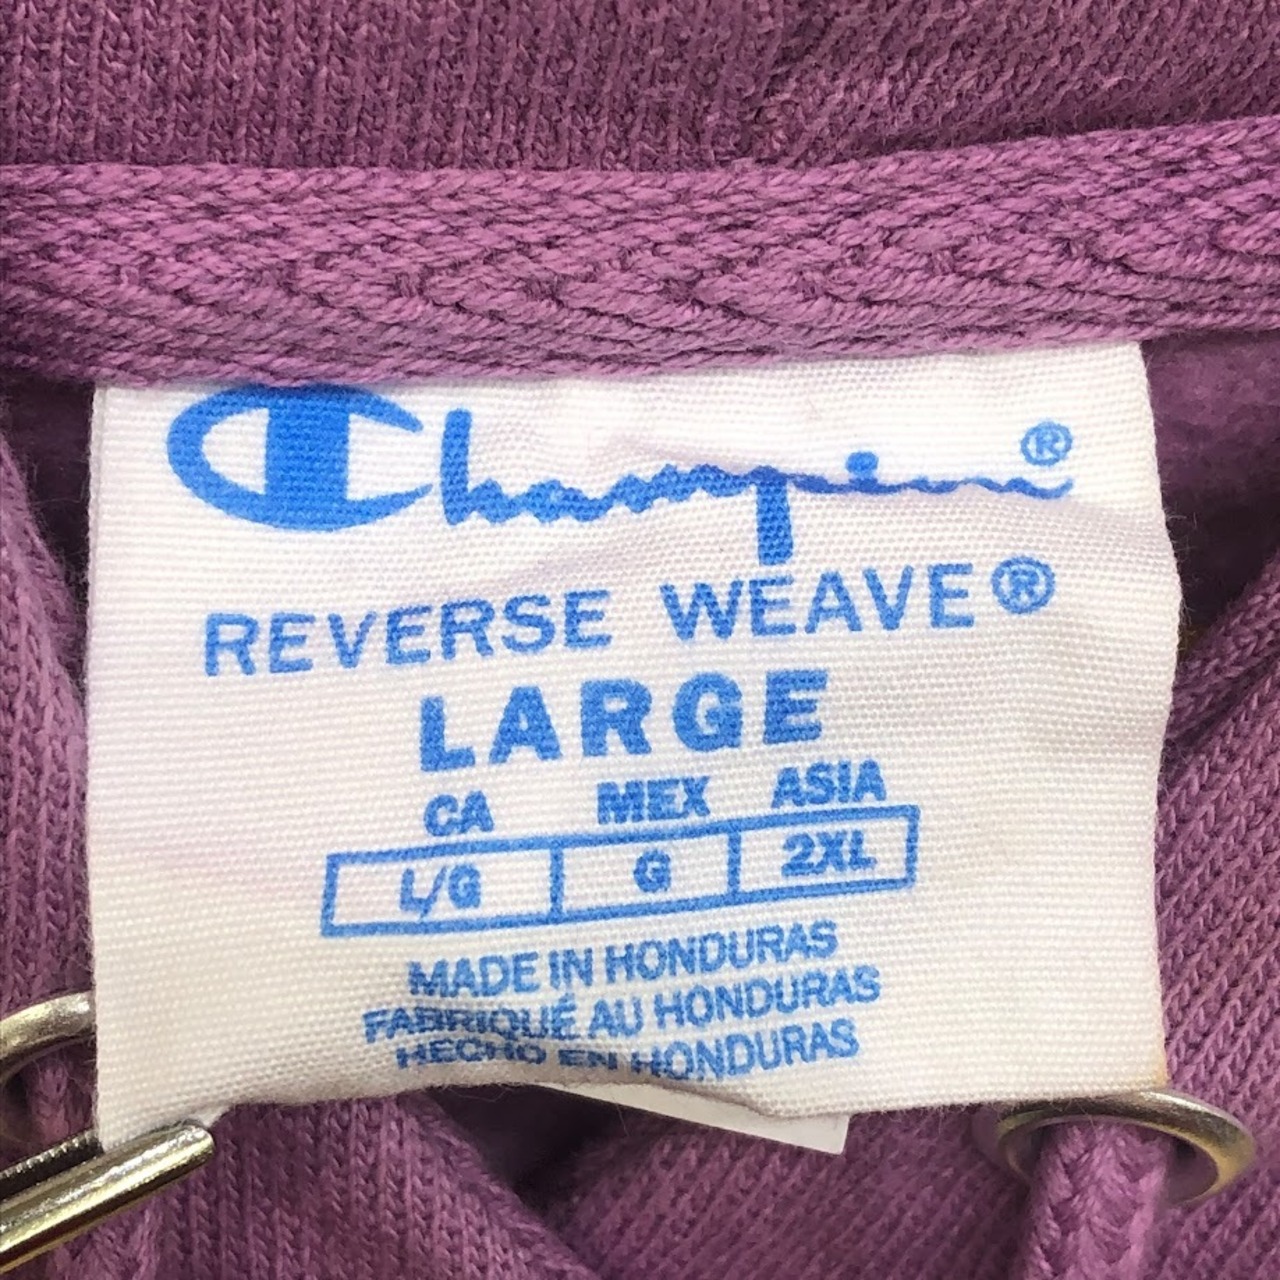 Champion®
REVERSE WEAVE®
LARGE
CA MEX ASIA
L/G G 2XL
MADE IN HONDURAS
FABRIQUÉ AU HONDURAS
HECHO EN HONDURAS